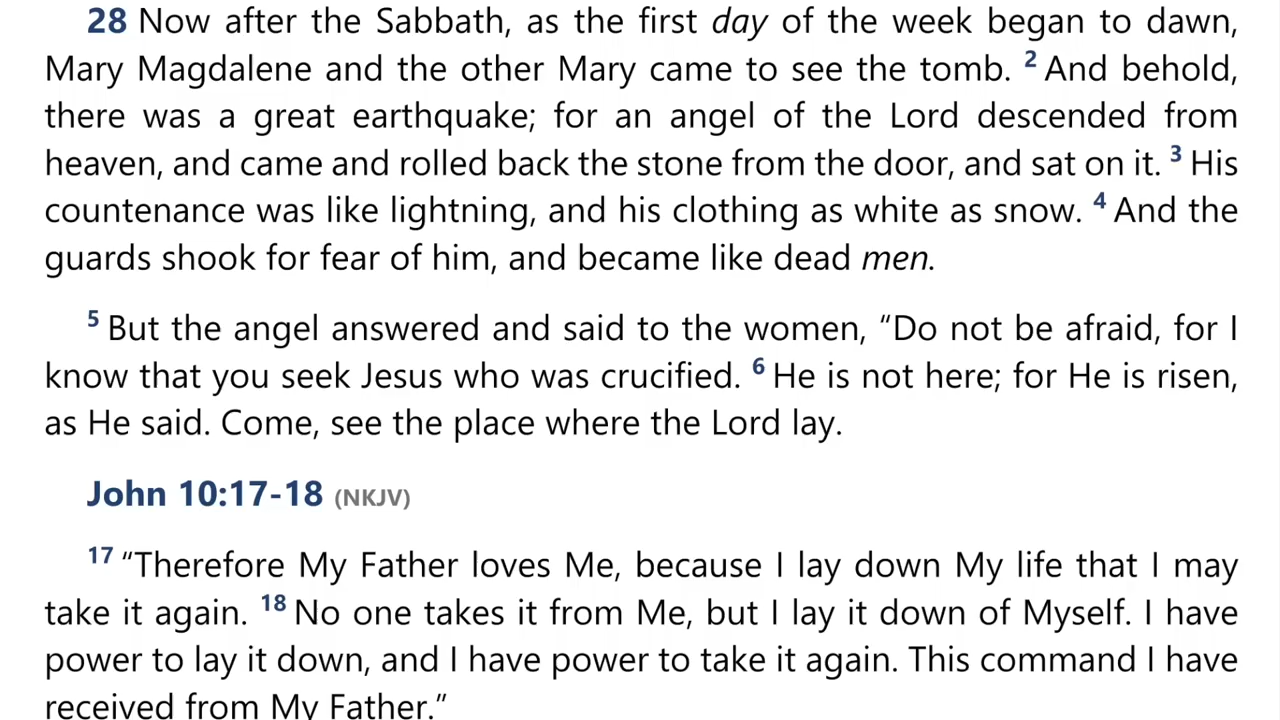 28 Now after the Sabbath, as the first day of the week began to dawn,
Mary Magdalene and the other Mary came to see the tomb. 2 And behold,
there was a great earthquake; for an angel of the Lord descended from
heaven, and came and rolled back the stone from the door, and sat on it. 3 His
countenance was like lightning, and his clothing as white as snow. 4 And the
guards shook for fear of him, and became like dead men.
5 But the angel answered and said to the women, “Do not be afraid, for I
know that you seek Jesus who was crucified. 6 He is not here; for He is risen,
as He said. Come, see the place where the Lord lay.
John 10:17-18 (NKJV)
17 “Therefore My Father loves Me, because I lay down My life that I may
take it again. 18 No one takes it from Me, but I lay it down of Myself. I have
power to lay it down, and I have power to take it again. This command I have
received from My Father.”